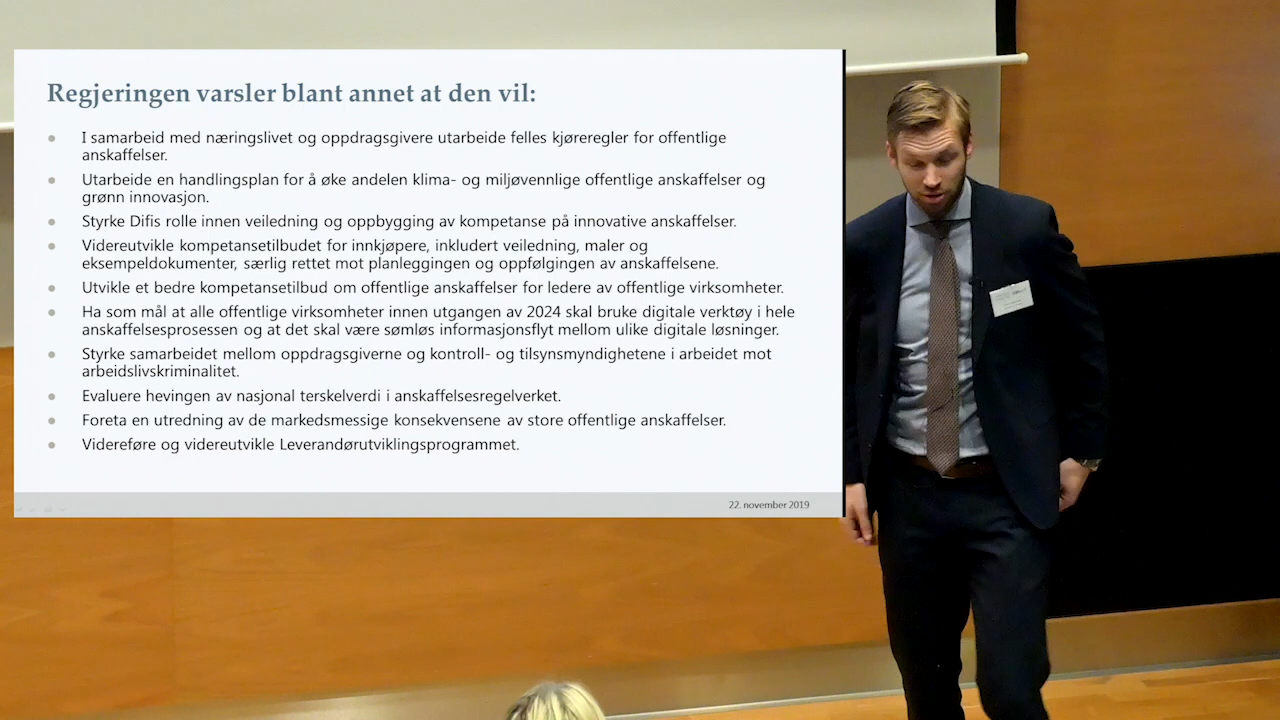 Regjeringen varsler blant annet at den vil:
I samarbeid med næringslivet og oppdragsgivere utarbeide felles kjøreregler for offentlige
anskaffelser.
Utarbeide en handlingsplan for å øke andelen klima- og miljøvennlige offentlige anskaffelser og
grønn innovasjon.
Styrke Difis rolle innen veiledning og oppbygging av kompetanse på innovative anskaffelser.
Videreutvikle kompetansetilbudet for innkjøpere, inkludert veiledning, maler og
eksempeldokumenter, særlig rettet mot planleggingen og oppfølgingen av anskaffelsene.
Utvikle et bedre kompetansetilbud om offentlige anskaffelser for ledere av offentlige virksomheter.
Ha som mål at alle offentlige virksomheter innen utgangen av 2024 skal bruke digitale verktøy i hele
anskaffelsesprosessen og at det skal være sømløs informasjonsflyt mellom ulike digitale løsninger.
Styrke samarbeidet mellom oppdragsgiverne og kontroll- og tilsynsmyndighetene i arbeidet mot
arbeidslivskriminalitet.
Evaluere hevingen av nasjonal terskelverdi i anskaffelsesregelverket.
Foreta en utredning av de markedsmessige konsekvensene av store offentlige anskaffelser.
Videreføre og videreutvikle Leverandørutviklingsprogrammet.
22. november 2019